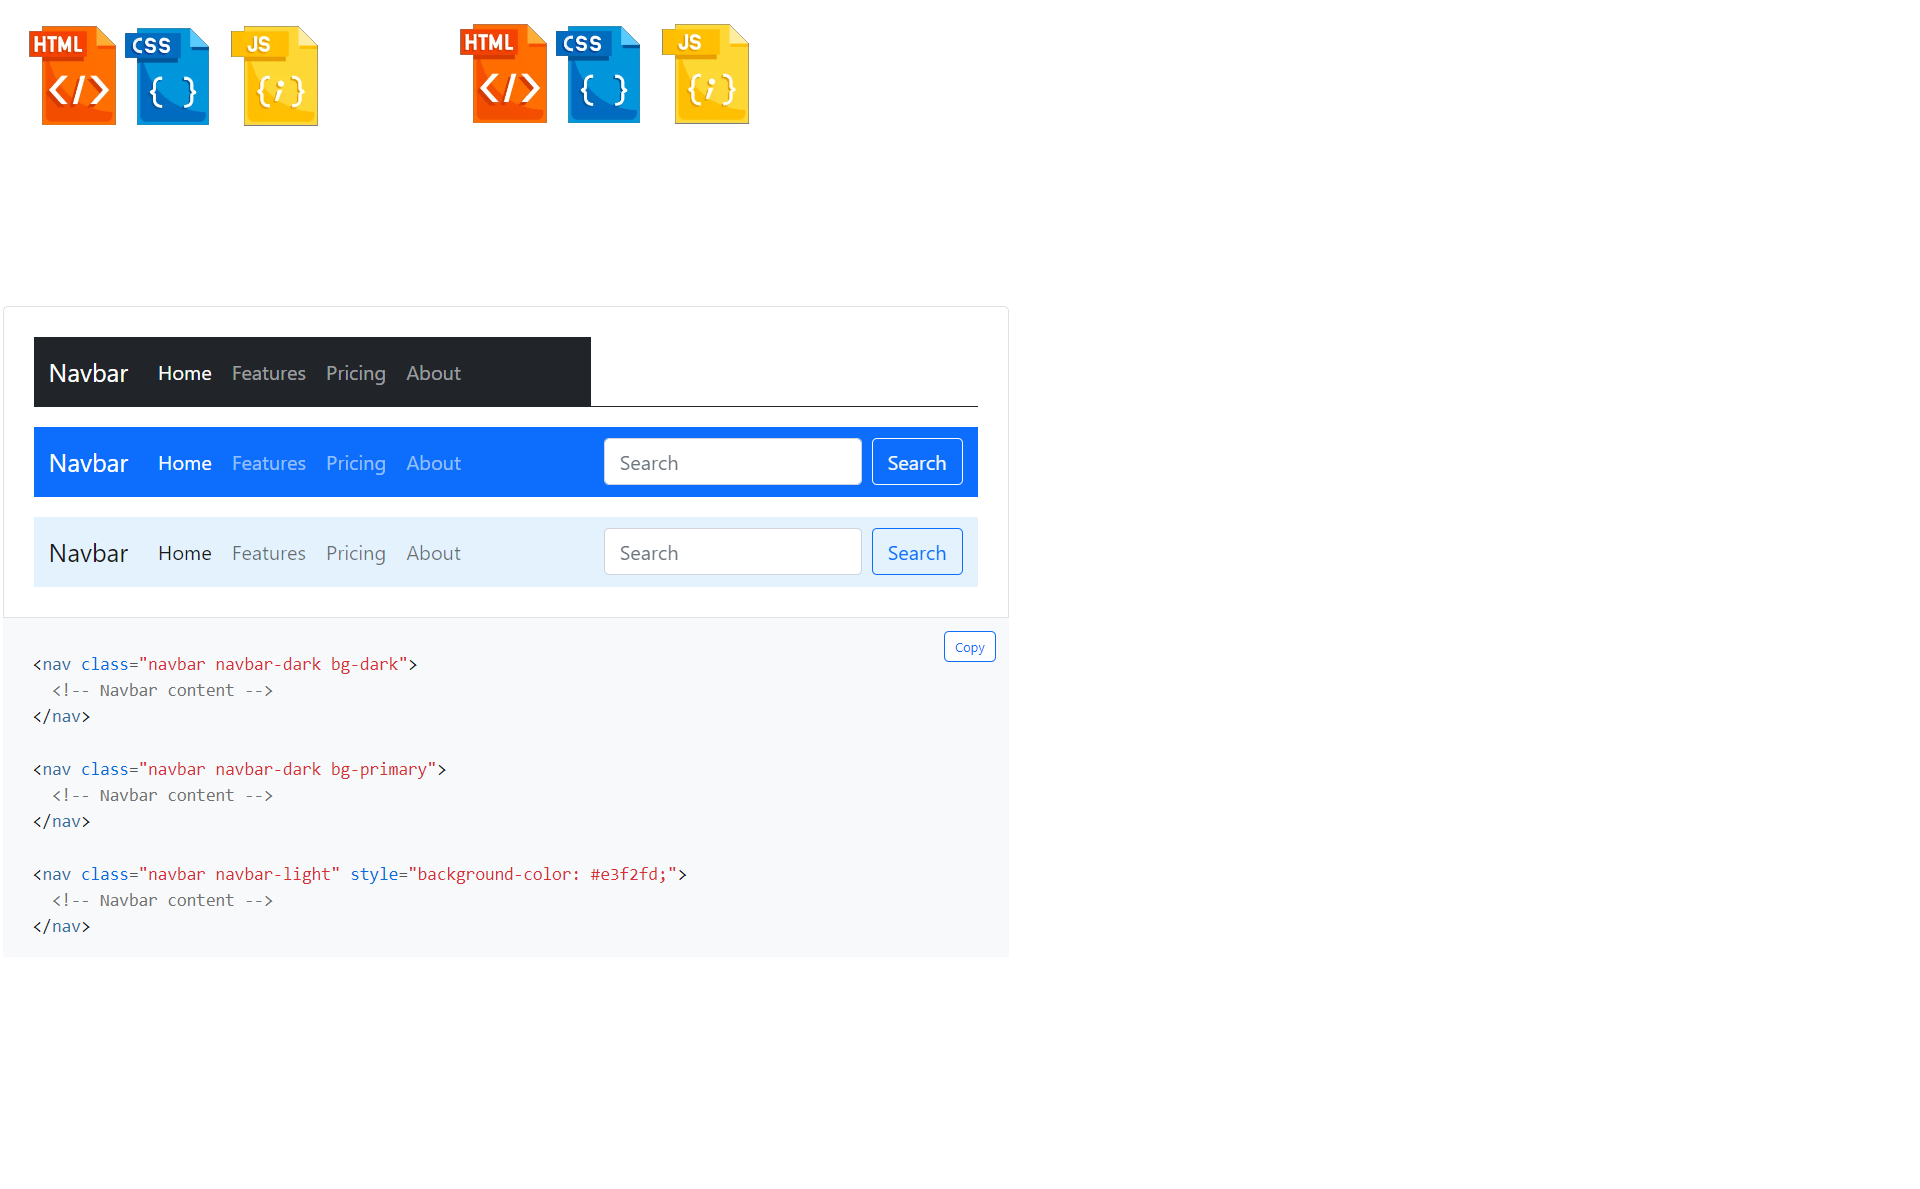 HTML CSS JS HTML CSS JS
</> { } {;} </> { } {;}
Navbar Home Features Pricing About
Navbar Home Features Pricing About Search Search
Navbar Home Features Pricing About Search Search
Copy
<nav class="navbar navbar-dark bg-dark">
  <!-- Navbar content -->
</nav>
<nav class="navbar navbar-dark bg-primary">
  <!-- Navbar content -->
</nav>
<nav class="navbar navbar-light" style="background-color: #e3f2fd;">
  <!-- Navbar content -->
</nav>